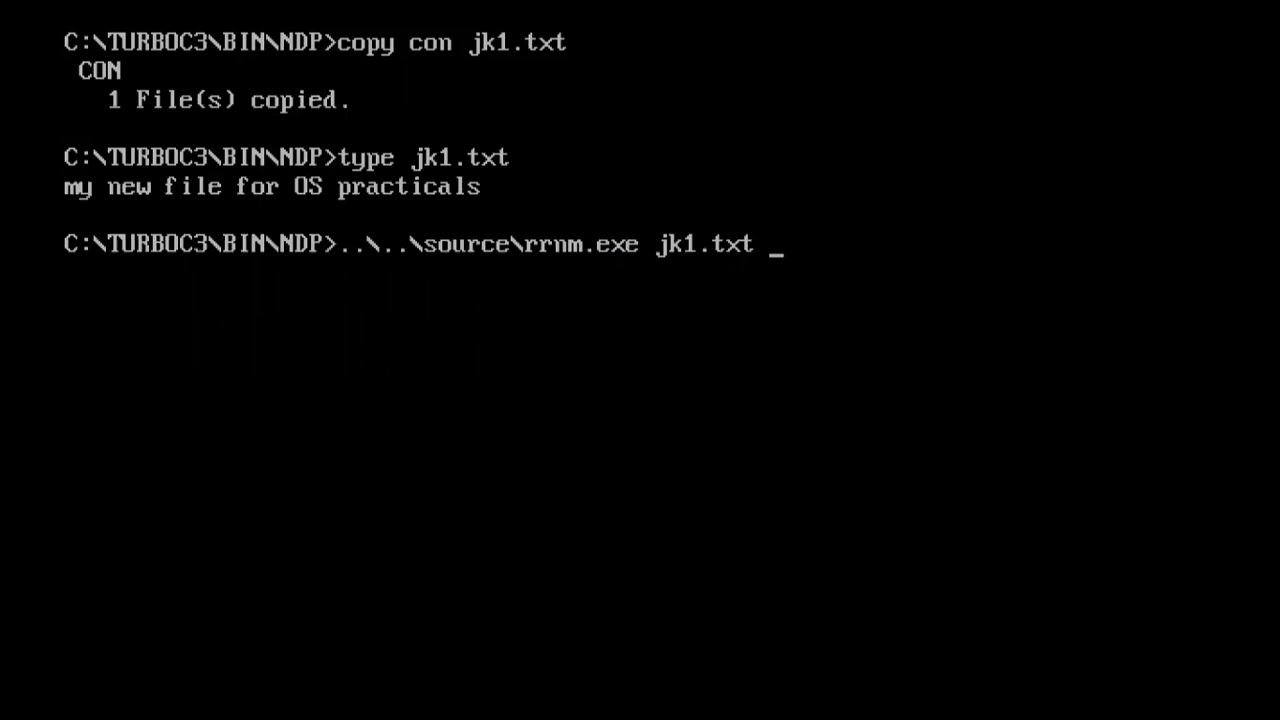 C:\TURBOC3\BIN\NDP>copy con jk1.txt
CON
1 File(s) copied.
C:\TURBOC3\BIN\NDP>type jk1.txt
my new file for OS practicals
C:\TURBOC3\BIN\NDP>..\..\source\rrnm.exe jk1.txt _